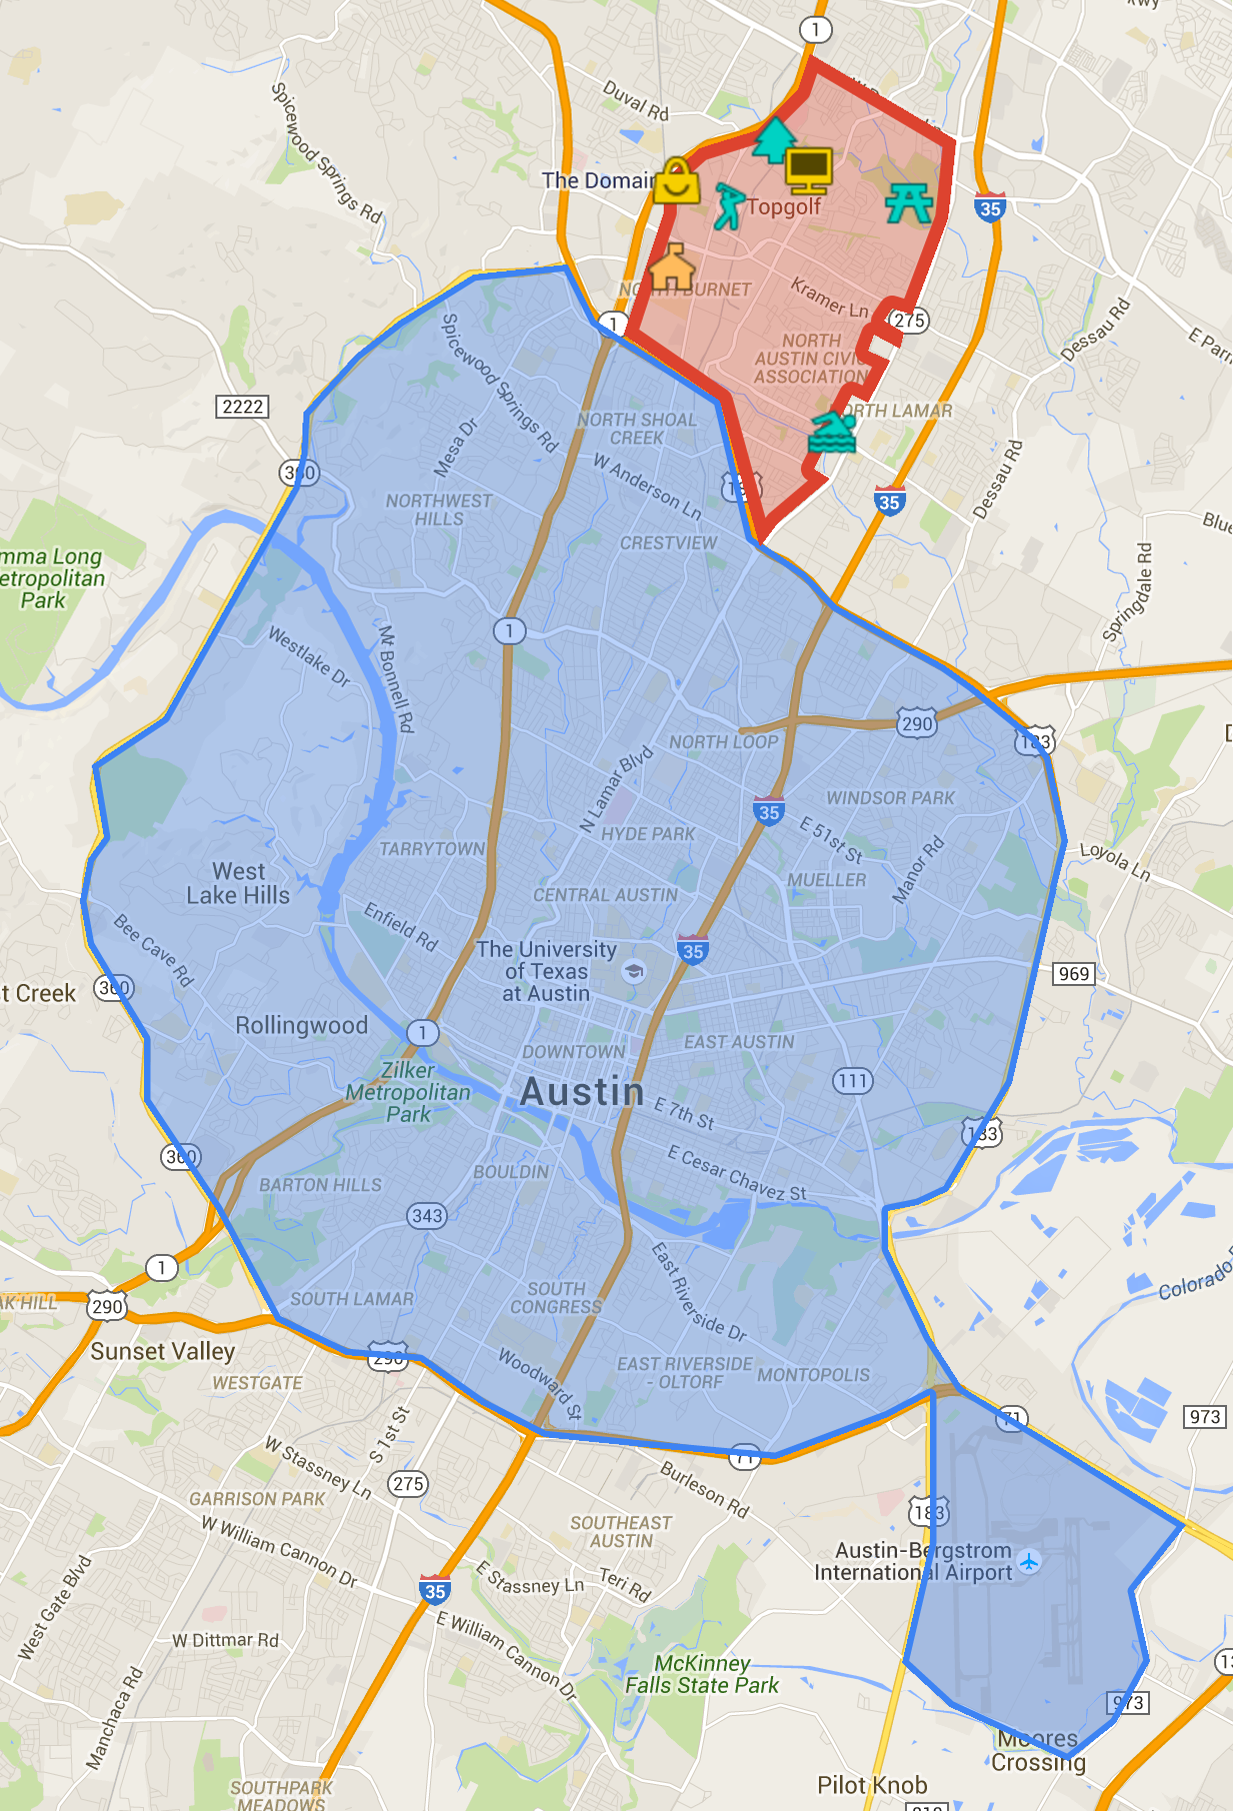 1
Duval Rd
Spicewood Springs Rd
The Domain
Topgolf
35
NORTH BURNET
Kramer Ln
275
Dessau Rd
1
NORTH
AUSTIN CIVIC
ASSOCIATION
Spicewood Springs Rd
2222
NORTH SHOAL
CREEK
NORTH LAMAR
Mesa Dr
W Anderson Ln
360
183
35
Dessau Rd
NORTHWEST
HILLS
CRESTVIEW
Springdale Rd
Metropolitan
Park
1
Westlake Dr
Mt Bonnell Rd
290
183
NORTH LOOP
N Lamar Blvd
35
WINDSOR PARK
HYDE PARK
E 51st St
TARRYTOWN
Manor Rd
Loyola Ln
West
Lake Hills
MUELLER
CENTRAL AUSTIN
Enfield Rd
Bee Cave Rd
35
The University
of Texas
at Austin
969
360
t Creek
Rollingwood
1
DOWNTOWN
EAST AUSTIN
Zilker
Metropolitan
Park
Austin
111
E 7th St
183
360
BOULDIN
E Cesar Chavez St
BARTON HILLS
343
1
East Riverside Dr
Colorado
290
SOUTH LAMAR
SOUTH
CONGRESS
AK HILL
Sunset Valley
290
Woodward St
EAST RIVERSIDE
- OLTORF
MONTOPOLIS
WESTGATE
71
973
S 1st St
W Stassney Ln
71
275
Burleson Rd
GARRISON PARK
183
W William Cannon Dr
SOUTHEAST
AUSTIN
Austin-Bergstrom
International Airport
West Gate Blvd
35
E Stassney Ln
Teri Rd
E William Cannon Dr
W Dittmar Rd
McKinney
Falls State Park
Manchaca Rd
973
Moores
Crossing
Pilot Knob
SOUTHPARK
MEADOWS